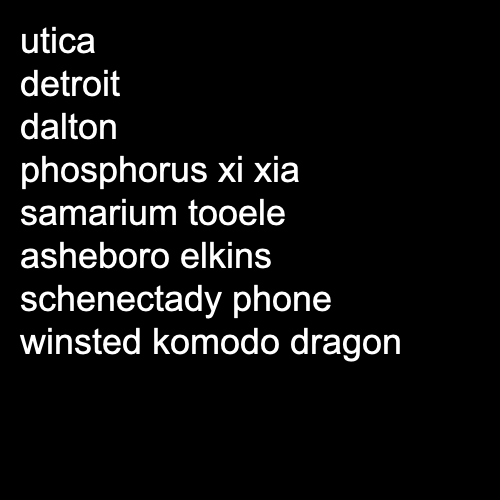 utica
detroit
dalton
phosphorus xi xia
samarium tooele
asheboro elkins
schenectady phone
winsted komodo dragon